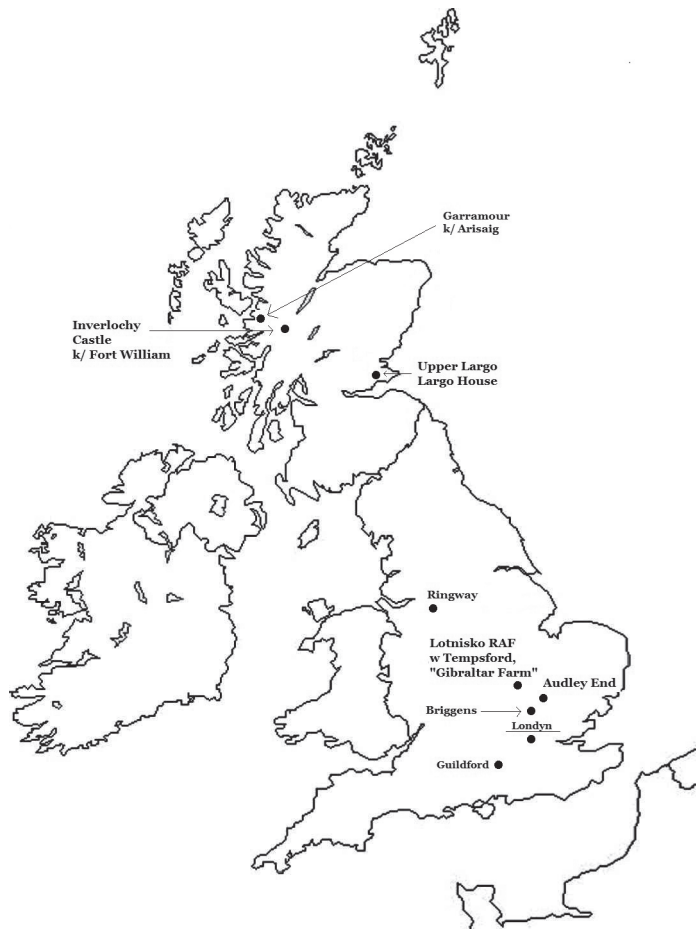 Garramour
k/ Arisaig
Inverlochy
Castle
k/ Fort William
Upper Largo
Largo House
Ringway
Lotnisko RAF
w Tempsford,
"Gibraltar Farm"
Audley End
Briggens
Londyn
Guildford